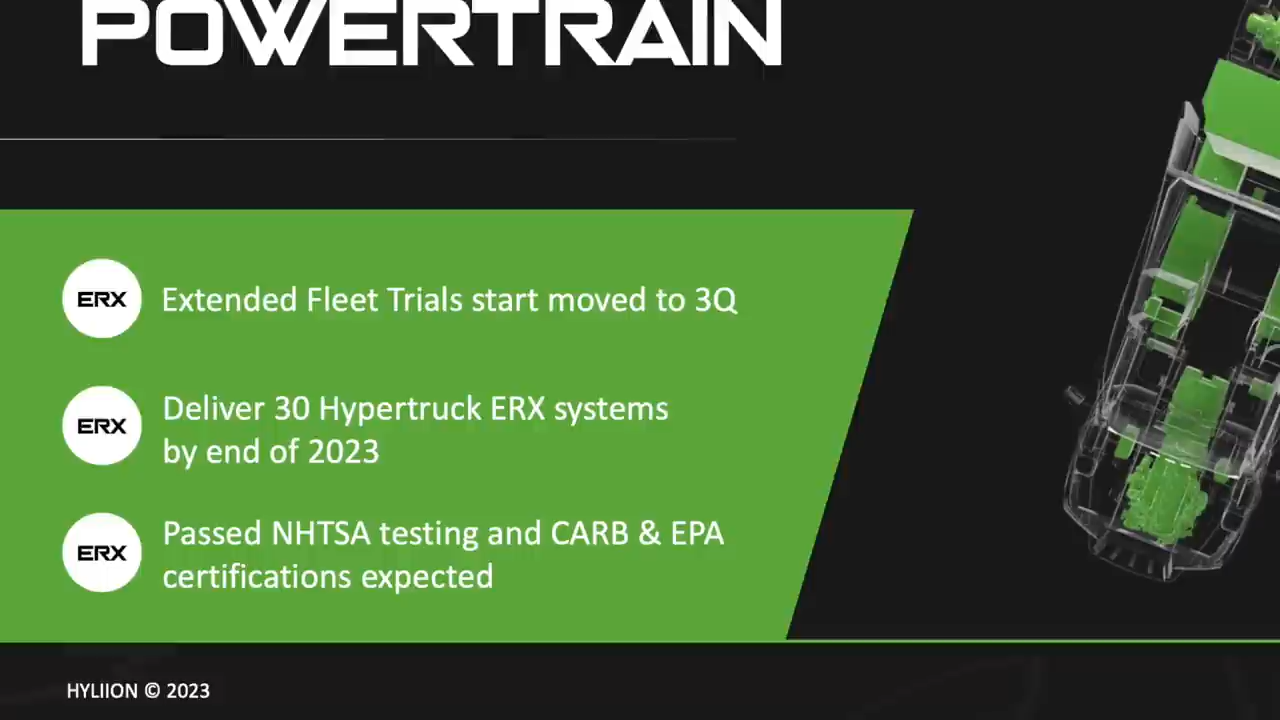 POWERTRAIN
ERX Extended Fleet Trials start moved to 3Q
ERX Deliver 30 Hypertruck ERX systems
by end of 2023
ERX Passed NHTSA testing and CARB & EPA
certifications expected
HYLIION © 2023